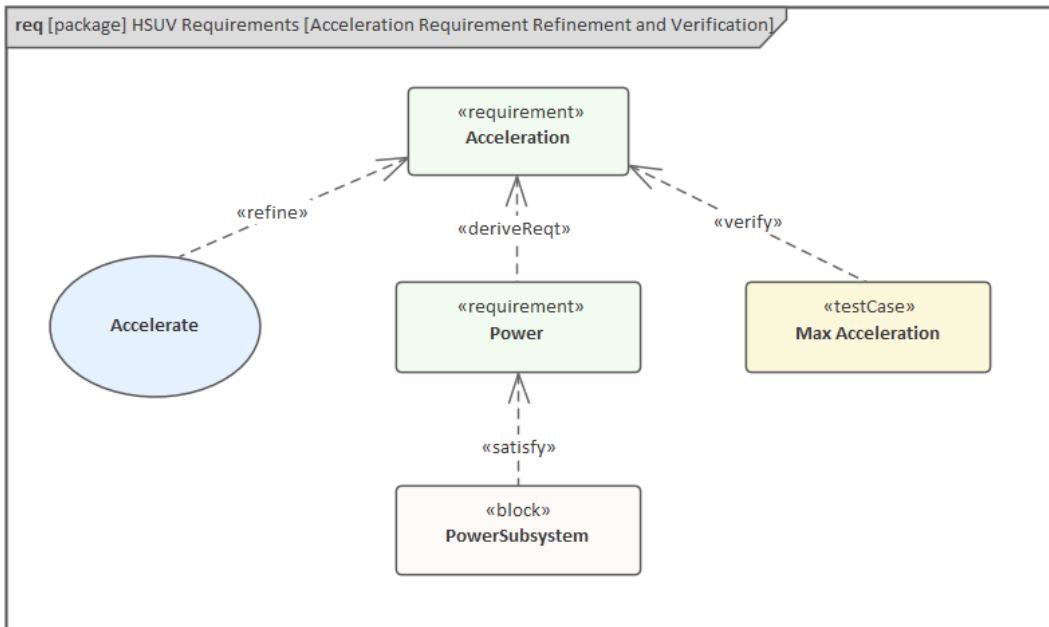 req [package] HSUV Requirements [Acceleration Requirement Refinement and Verification]
«requirement»
Acceleration
«refine»
«deriveReqt»
«verify»
Accelerate
«requirement»
Power
«testCase»
Max Acceleration
«satisfy»
«block»
PowerSubsystem